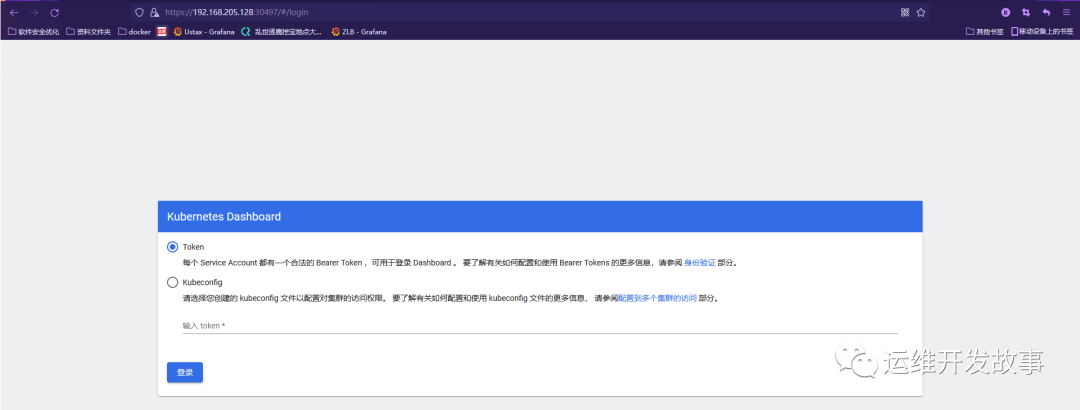 https://192.168.205.128:30497/#/login
软件安全优化 资料文件夹 docker Ustax - Grafana 乱世逐鹿挖宝地点大... ZLB - Grafana 其他书签 移动设备上的书签
Kubernetes Dashboard
Token
每个 Service Account 都有一个合法的 Bearer Token ，可用于登录 Dashboard 。 要了解有关如何配置和使用 Bearer Tokens 的更多信息，请参阅 身份验证 部分。
Kubeconfig
请选择您创建的 kubeconfig 文件以配置对集群的访问权限。 要了解有关如何配置和使用 kubeconfig 文件的更多信息， 请参阅配置到多个集群的访问 部分。
输入 token *
登录
运维开发故事